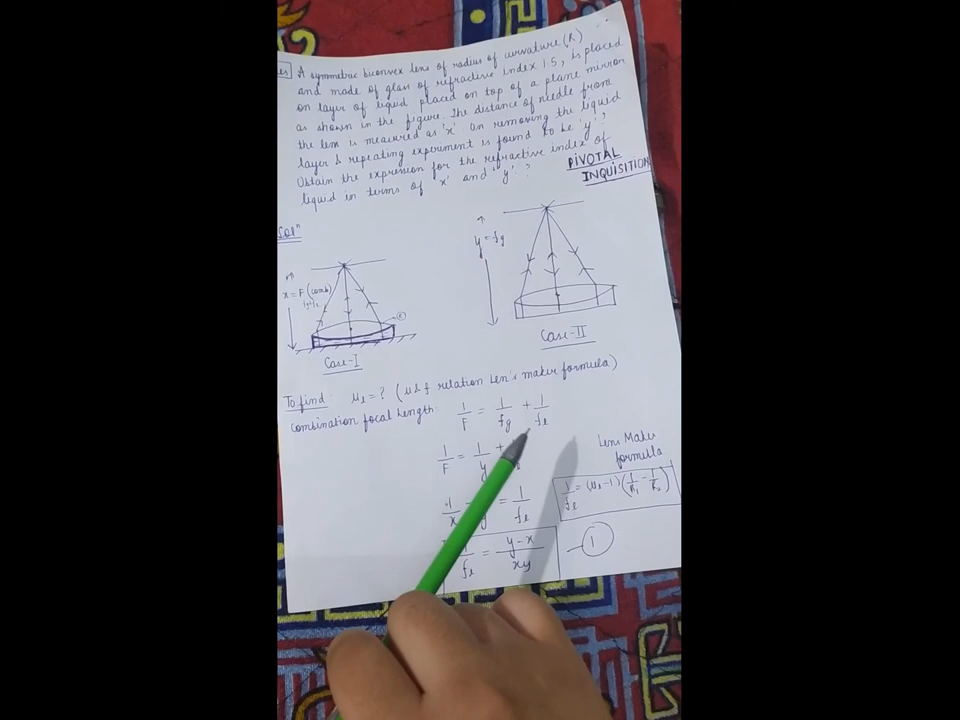 A symmetric biconvex lens of radius of curvature (R)
and made of glass of refractive index 1.5, is placed
on layer of liquid placed on top of a plane mirror
as shown in the figure. The distance of needle from
the lens is measured as 'x'. On removing the liquid
layer & repeating experiment is found to be 'y',
Obtain the expression for the refractive index of
liquid in terms of 'x' and 'y'?
PIVOTAL
INQUISITION
Solⁿ
y = fg
x = F (comb)
Case-I
Case-II
To find: μl = ? (μ & f relation Len's maker formula)
Combination focal Length: 1/F = 1/fg + 1/fl
1/F = 1/y +
1/x = 1/fl
Lens Maker
formulla
1/fl = (μl-1) (1/R1 - 1/R2)
1/fl = y-x/xy
1